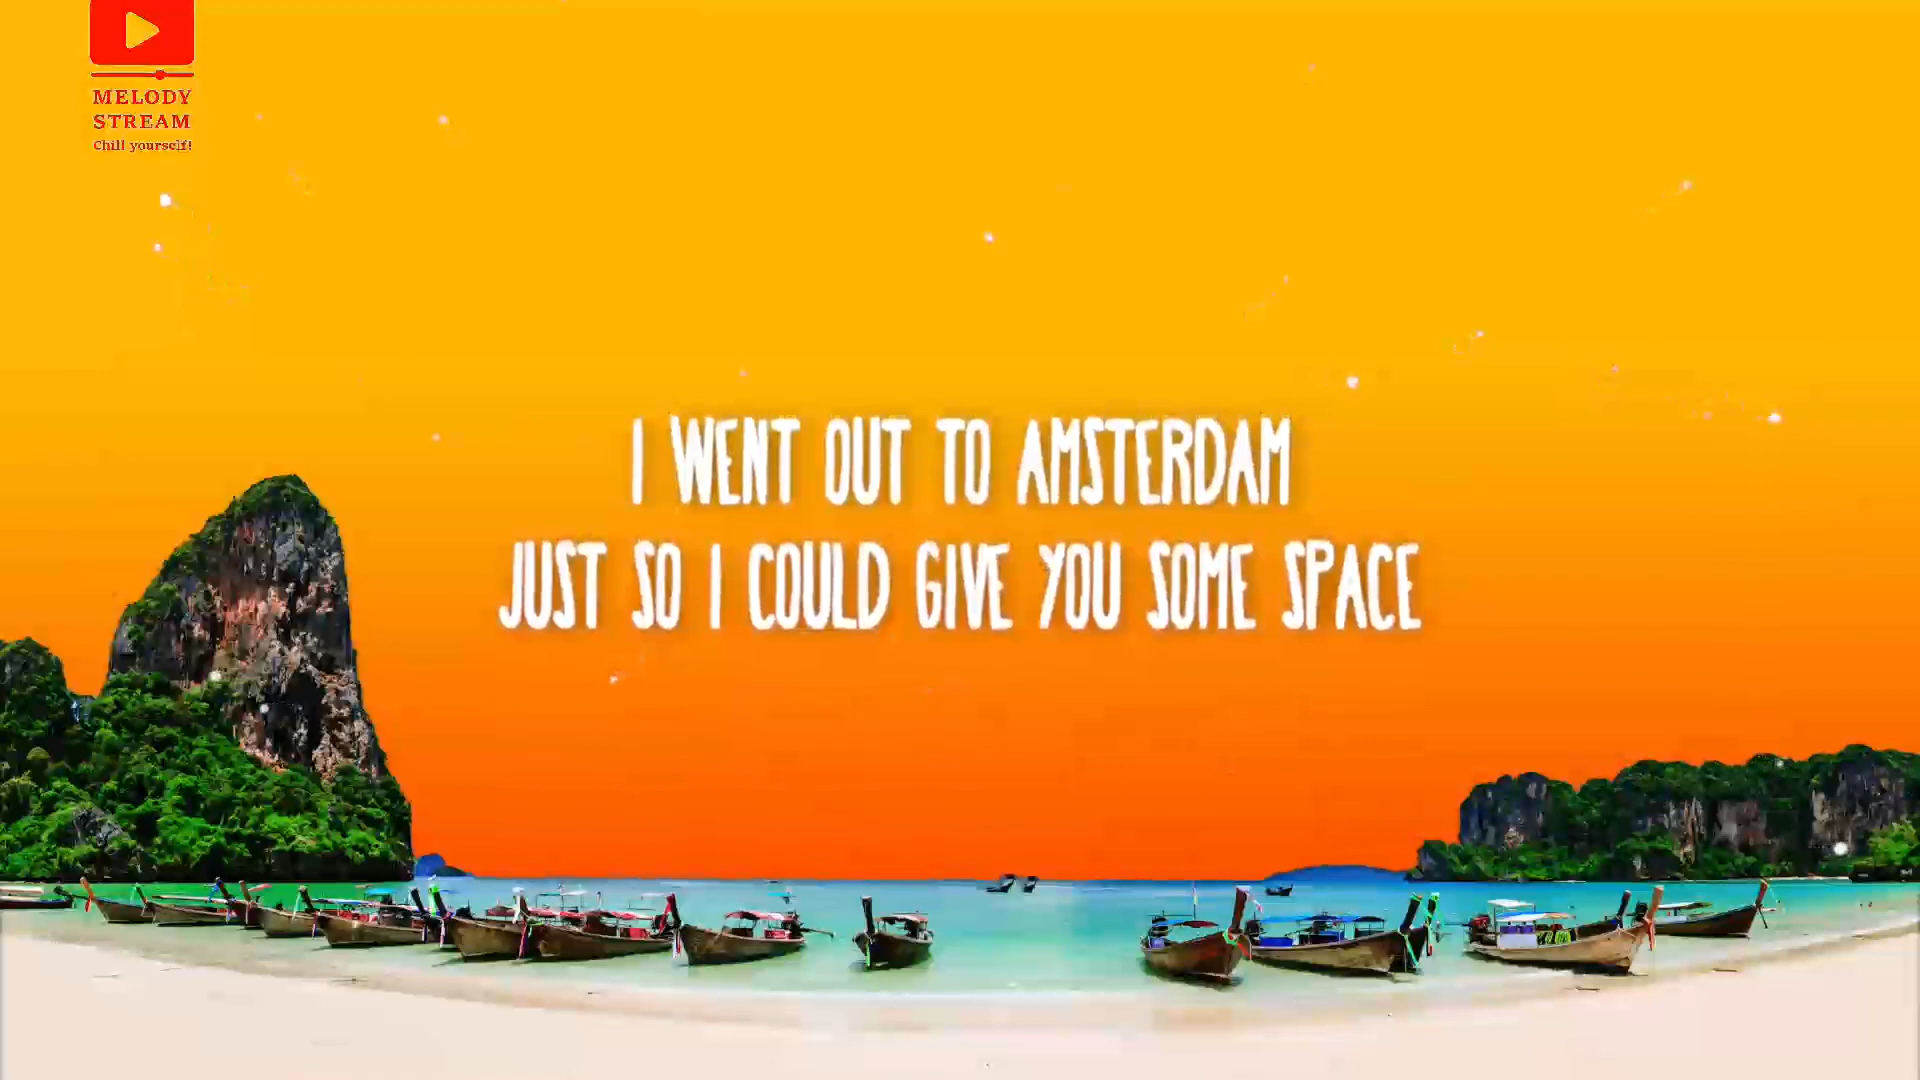 MELODY
STREAM
Chill yourself!
I WENT OUT TO AMSTERDAM
JUST SO I COULD GIVE YOU SOME SPACE